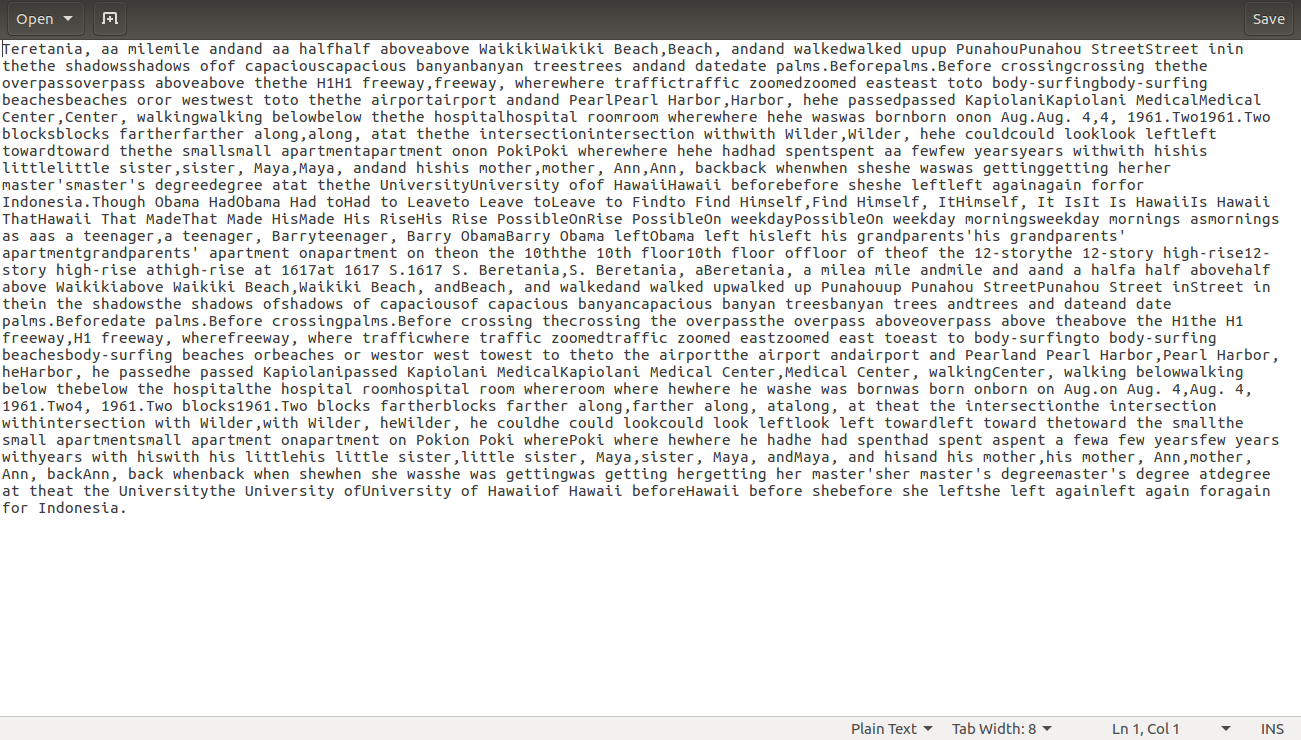 Open
Save
Teretania, aa milemile andand aa halfhalf aboveabove WaikikiWaikiki Beach,Beach, andand walkedwalked upup PunahouPunahou StreetStreet inin
thethe shadowsshadows ofof capaciouscapacious banyanbanyan treestrees andand datedate palms.Beforepalms.Before crossingcrossing thethe
overpassoverpass aboveabove thethe H1H1 freeway,freeway, wherewhere traffictraffic zoomedzoomed easteast toto body-surfingbody-surfing
beachesbeaches oror westwest toto thethe airportairport andand PearlPearl Harbor,Harbor, hehe passedpassed KapiolaniKapiolani MedicalMedical
Center,Center, walkingwalking belowbelow thethe hospitalhospital roomroom wherewhere hehe waswas bornborn onon Aug.Aug. 4,4, 1961.Two1961.Two
blocksblocks fartherfarther along,along, atat thethe intersectionintersection withwith Wilder,Wilder, hehe couldcould looklook leftleft
towardtoward thethe smallsmall apartmentapartment onon PokiPoki wherewhere hehe hadhad spentspent aa fewfew yearsyears withwith hishis
littlelittle sister,sister, Maya,Maya, andand hishis mother,mother, Ann,Ann, backback whenwhen sheshe waswas gettinggetting herher
master'smaster's degreedegree atat thethe UniversityUniversity ofof HawaiiHawaii beforebefore sheshe leftleft againagain forfor
Indonesia.Though Obama HadObama Had toHad to Leaveto Leave toLeave to Findto Find Himself,Find Himself, ItHimself, It IsIt Is HawaiiIs Hawaii
ThatHawaii That MadeThat Made HisMade His RiseHis Rise PossibleOnRise PossibleOn weekdayPossibleOn weekday morningsweekday mornings asmornings
as aas a teenager,a teenager, Barryteenager, Barry ObamaBarry Obama leftObama left hisleft his grandparents'his grandparents'
apartmentgrandparents' apartment onapartment on theon the 10ththe 10th floor10th floor offloor of theof the 12-storythe 12-story high-rise12-
story high-rise athigh-rise at 1617at 1617 S.1617 S. Beretania,S. Beretania, aBeretania, a milea mile andmile and aand a halfa half abovehalf
above Waikikiabove Waikiki Beach,Waikiki Beach, andBeach, and walkedand walked upwalked up Punahouup Punahou StreetPunahou Street inStreet in
thein the shadowsthe shadows ofshadows of capaciousof capacious banyancapacious banyan treesbanyan trees andtrees and dateand date
palms.Beforedate palms.Before crossingpalms.Before crossing thecrossing the overpassthe overpass aboveoverpass above theabove the H1the H1
freeway,H1 freeway, wherefreeway, where trafficwhere traffic zoomedtraffic zoomed eastzoomed east toeast to body-surfingto body-surfing
beachesbody-surfing beaches orbeaches or westor west towest to theto the airportthe airport andairport and Pearland Pearl Harbor,Pearl Harbor,
heHarbor, he passedhe passed Kapiolanipassed Kapiolani MedicalKapiolani Medical Center,Medical Center, walkingCenter, walking belowwalking
below thebelow the hospitalthe hospital roomhospital room whereroom where hewhere he washe was bornwas born onborn on Aug.on Aug. 4,Aug. 4,
1961.Two4, 1961.Two blocks1961.Two blocks fartherblocks farther along,farther along, atalong, at theat the intersectionthe intersection
withintersection with Wilder,with Wilder, heWilder, he couldhe could lookcould look leftlook left towardleft toward thetoward the smallthe
small apartmentsmall apartment onapartment on Pokion Poki wherePoki where hewhere he hadhe had spenthad spent aspent a fewa few yearsfew years
withyears with hiswith his littlehis little sister,little sister, Maya,sister, Maya, andMaya, and hisand his mother,his mother, Ann,mother,
Ann, backAnn, back whenback when shewhen she wasshe was gettingwas getting hergetting her master'sher master's degreemaster's degree atdegree
at theat the Universitythe University ofUniversity of Hawaiiof Hawaii beforeHawaii before shebefore she leftshe left againleft again foragain
for Indonesia.
Plain Text Tab Width: 8 Ln 1, Col 1 INS